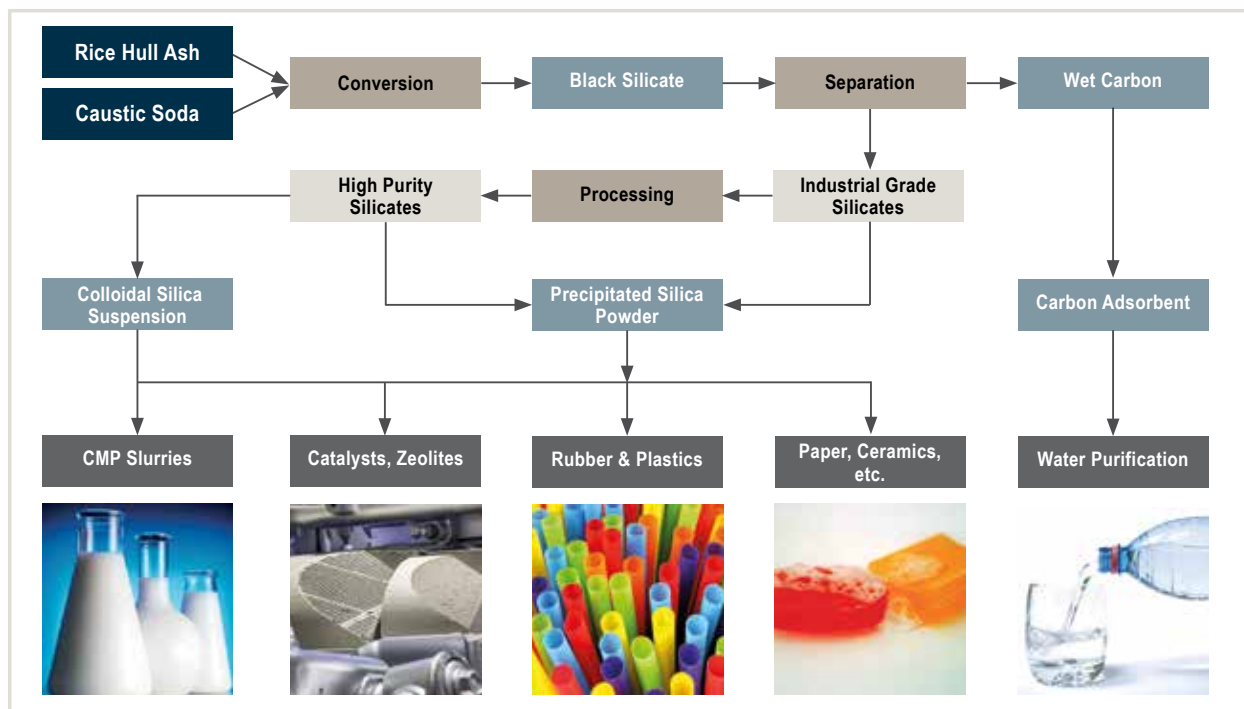 Rice Hull Ash
Caustic Soda
Conversion
Black Silicate
Separation
Wet Carbon
High Purity
Silicates
Processing
Industrial Grade
Silicates
Colloidal Silica
Suspension
Precipitated Silica
Powder
Carbon Adsorbent
CMP Slurries
Catalysts, Zeolites
Rubber & Plastics
Paper, Ceramics,
etc.
Water Purification